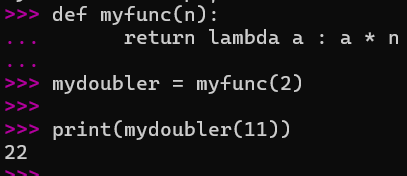 >>> def myfunc(n):
...     return lambda a : a * n
...
>>> mydoubler = myfunc(2)
>>>
>>> print(mydoubler(11))
22
>>>